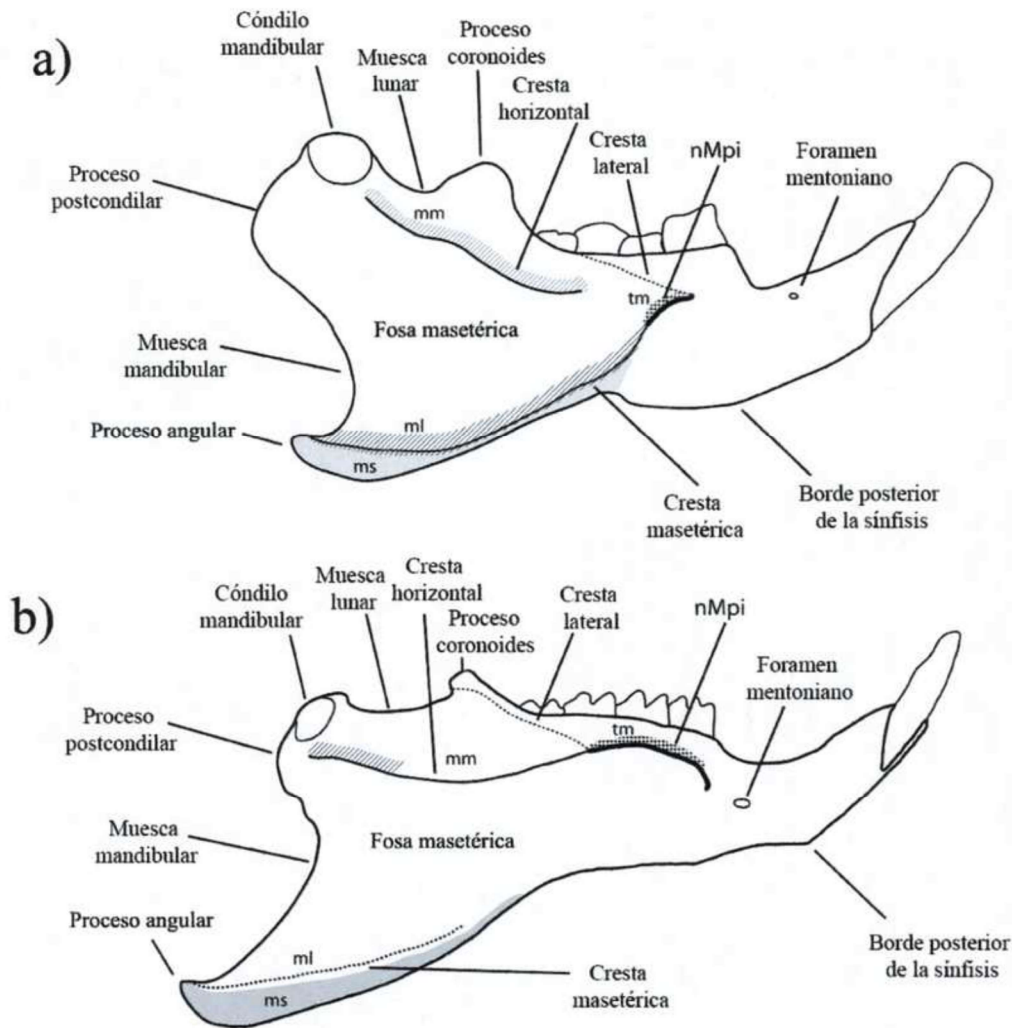 a)
Cóndilo
mandibular
Muesca
lunar
Proceso
coronoides
Cresta
horizontal
Cresta
lateral
nMpi
Foramen
mentoniano
Proceso
postcondilar
mm
tm
Fosa masetérica
Muesca
mandibular
Proceso angular
ml
ms
Cresta
masetérica
Borde posterior
de la sínfisis
b)
Cóndilo
mandibular
Muesca
lunar
Cresta
horizontal
Proceso
coronoides
Cresta
lateral
nMpi
Foramen
mentoniano
Proceso
postcondilar
tm
mm
Muesca
mandibular
Fosa masetérica
Proceso angular
ml
ms
Cresta
masetérica
Borde posterior
de la sínfisis